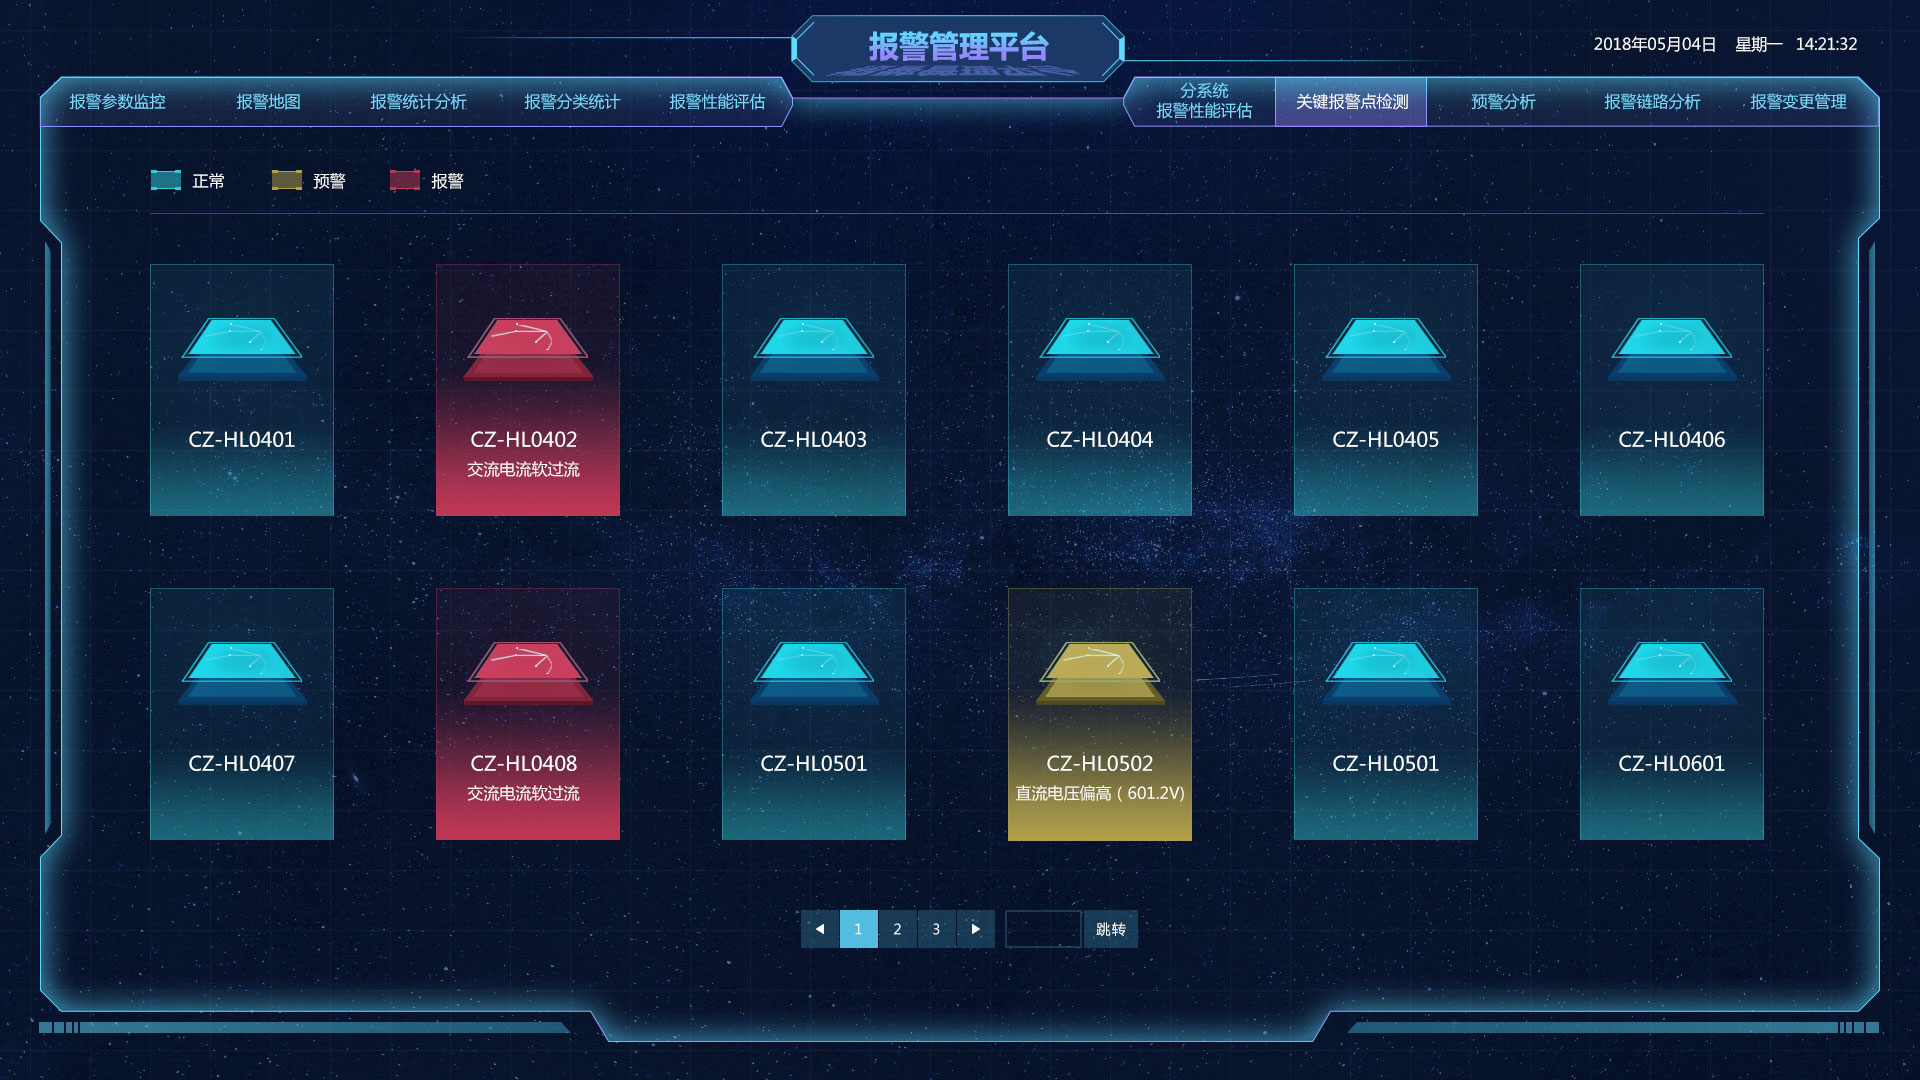 报警管理平台
2018年05月04日 星期一 14:21:32
报警参数监控 报警地图 报警统计分析 报警分类统计 报警性能评估
分系统
报警性能评估
关键报警点检测 预警分析 报警链路分析 报警变更管理
正常 预警 报警
CZ-HL0401 CZ-HL0402 CZ-HL0403 CZ-HL0404 CZ-HL0405 CZ-HL0406
交流电流软过流
CZ-HL0407 CZ-HL0408 CZ-HL0501 CZ-HL0502 CZ-HL0501 CZ-HL0601
交流电流软过流 直流电压偏高（601.2V)
1 2 3 跳转